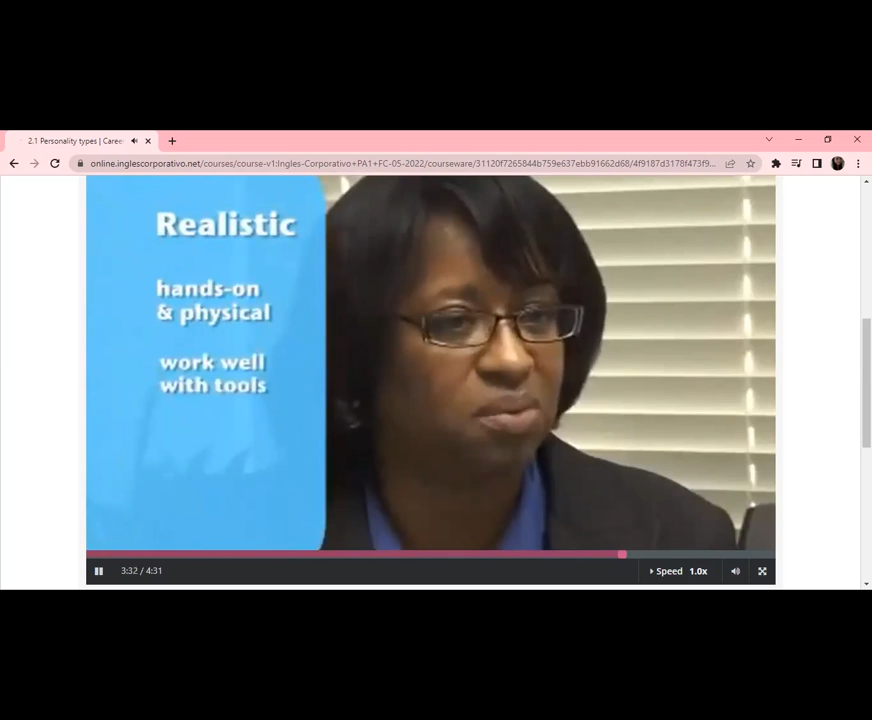 2.1 Personality types | Caree
online.inglescorporativo.net/courses/course-v1:Ingles-Corporativo+PA1+FC-05-2022/courseware/31120f7265844b759e637ebb91662d68/4f9187d3178f473f9...
Realistic
hands-on
& physical
work well
with tools
3:32 / 4:31
Speed 1.0x